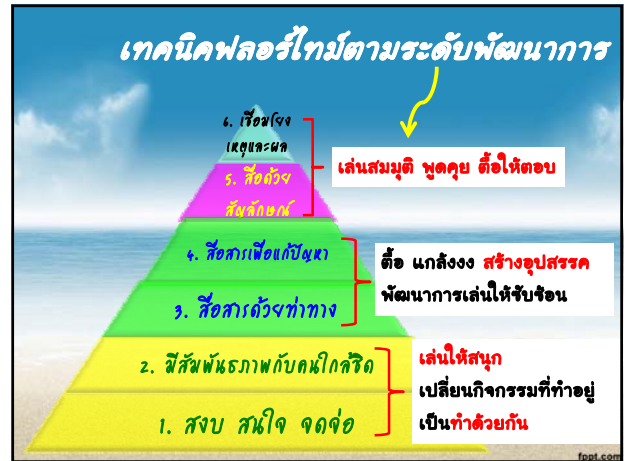 เทคนิคฟลอร์ไทม์ตามระดับพัฒนาการ
6. เชื่อมโยง
เหตุและผล
5. สื่อด้วย
สัญลักษณ์
เล่นสมมุติ พูดคุย ตื๊อให้ตอบ
4. สื่อสารเพื่อแก้ปัญหา
3. สื่อสารด้วยท่าทาง
ตื๊อ แกล้งงง สร้างอุปสรรค
พัฒนาการเล่นให้ซับซ้อน
2. มีสัมพันธภาพกับคนใกล้ชิด
1. สงบ สนใจ จดจ่อ
เล่นให้สนุก
เปลี่ยนกิจกรรมที่ทำอยู่
เป็นทำด้วยกัน
fppt.com